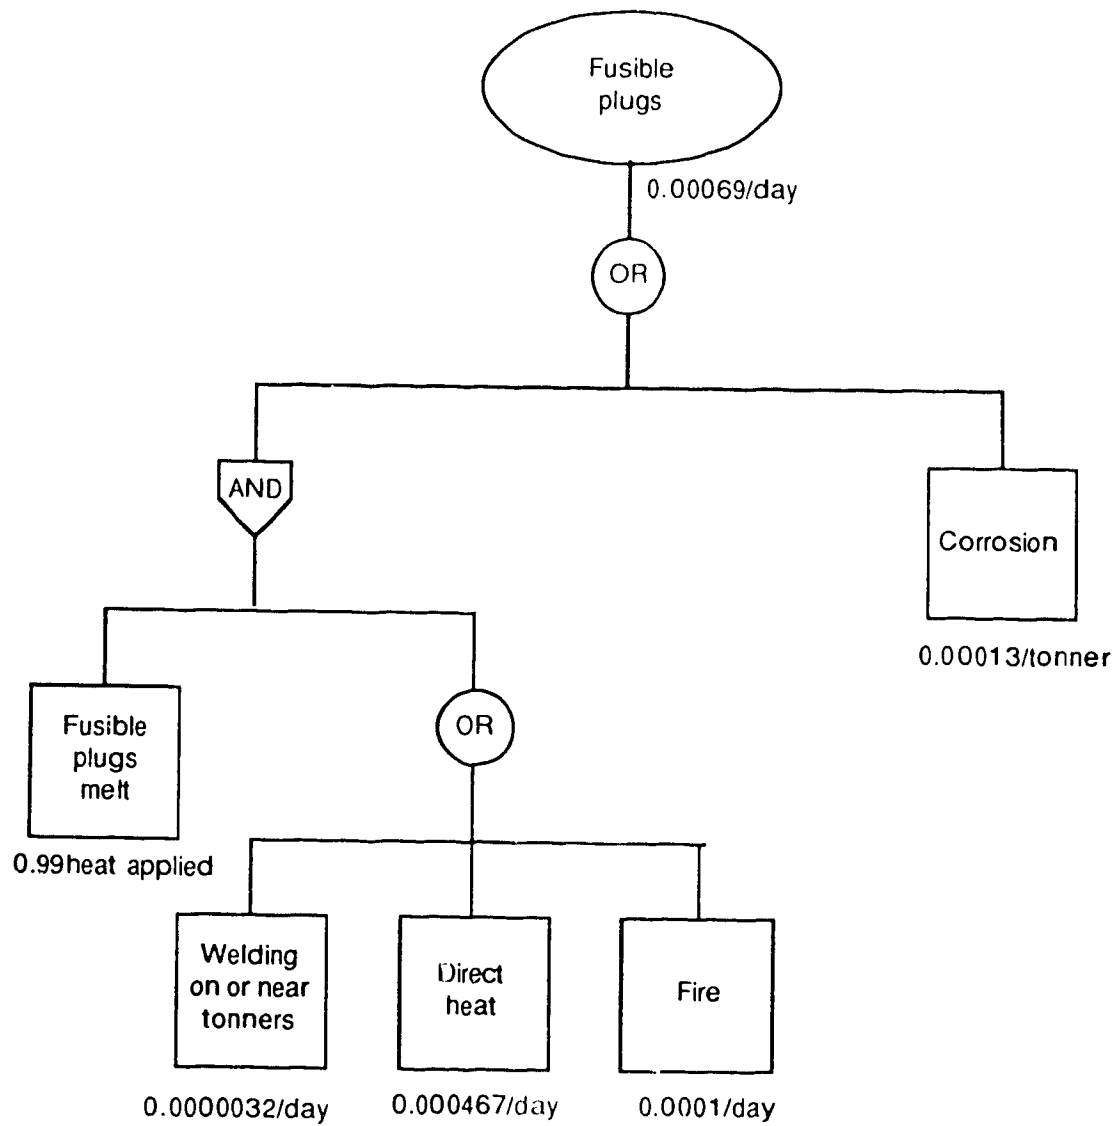 Fusible
plugs
0.00069/day
OR
AND
Corrosion
0.00013/tonner
Fusible
plugs
melt
OR
0.99heat applied
Welding
on or near
tonners
Direct
heat
Fire
0.0000032/day
0.000467/day
0.0001/day